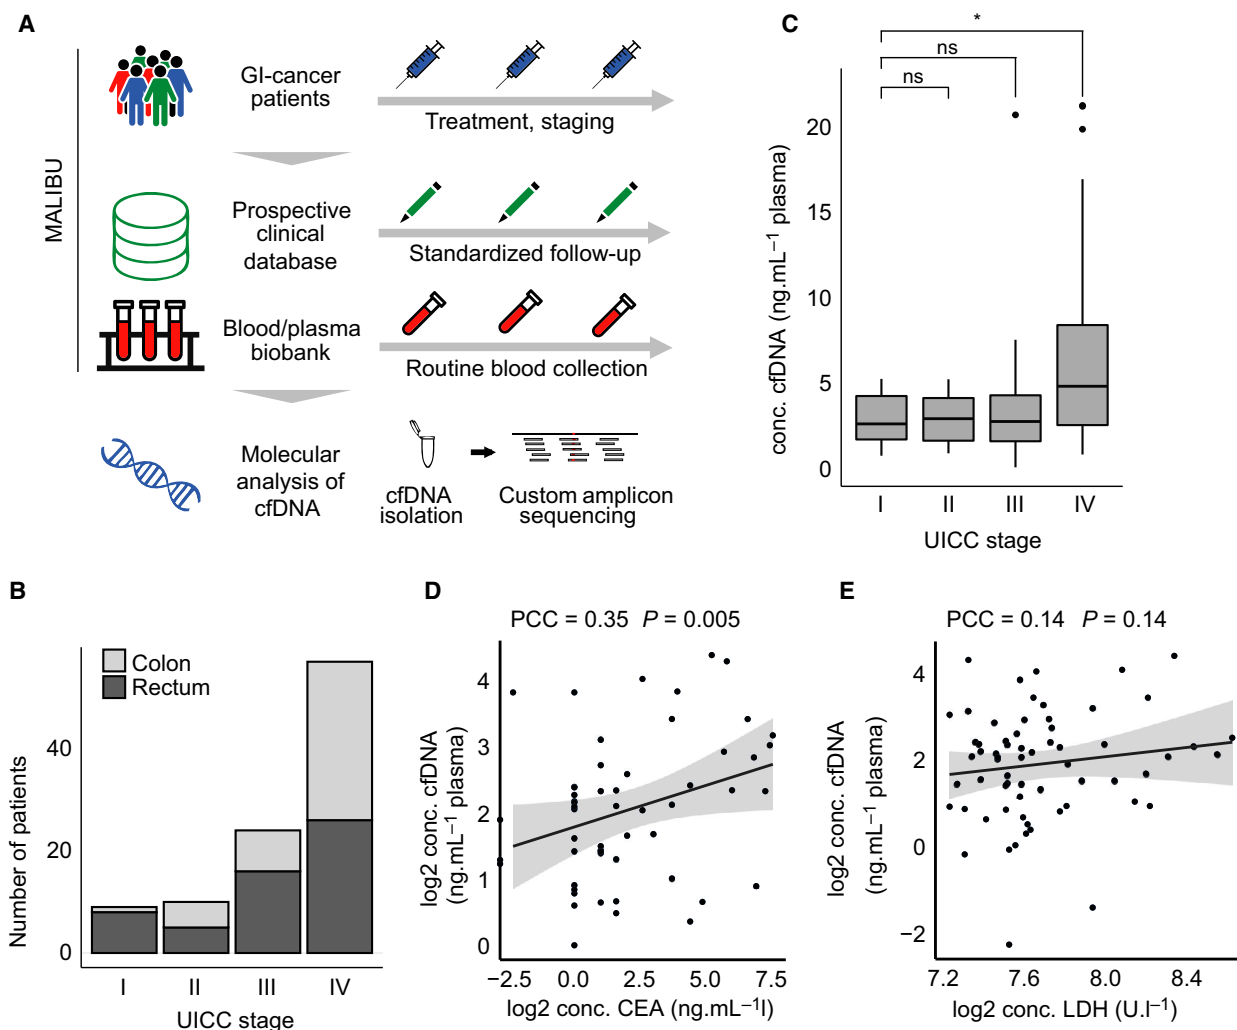 A
MALIBU
GI-cancer
patients
Treatment, staging
Prospective
clinical
database
Standardized follow-up
Blood/plasma
biobank
Routine blood collection
Molecular
analysis of
cfDNA
cfDNA
isolation
Custom amplicon
sequencing
C
*
ns
ns
conc. cfDNA (ng.mL⁻¹ plasma)
20
15
10
5
0
I II III IV
UICC stage
B
Number of patients
Colon
Rectum
40
20
0
I II III IV
UICC stage
D
PCC = 0.35 P = 0.005
log2 conc. cfDNA
(ng.mL⁻¹ plasma)
4
3
2
1
0
−2.5 0.0 2.5 5.0 7.5
log2 conc. CEA (ng.mL⁻¹l)
E
PCC = 0.14 P = 0.14
log2 conc. cfDNA
(ng.mL⁻¹ plasma)
4
2
0
−2
7.2 7.6 8.0 8.4
log2 conc. LDH (U.l⁻¹)